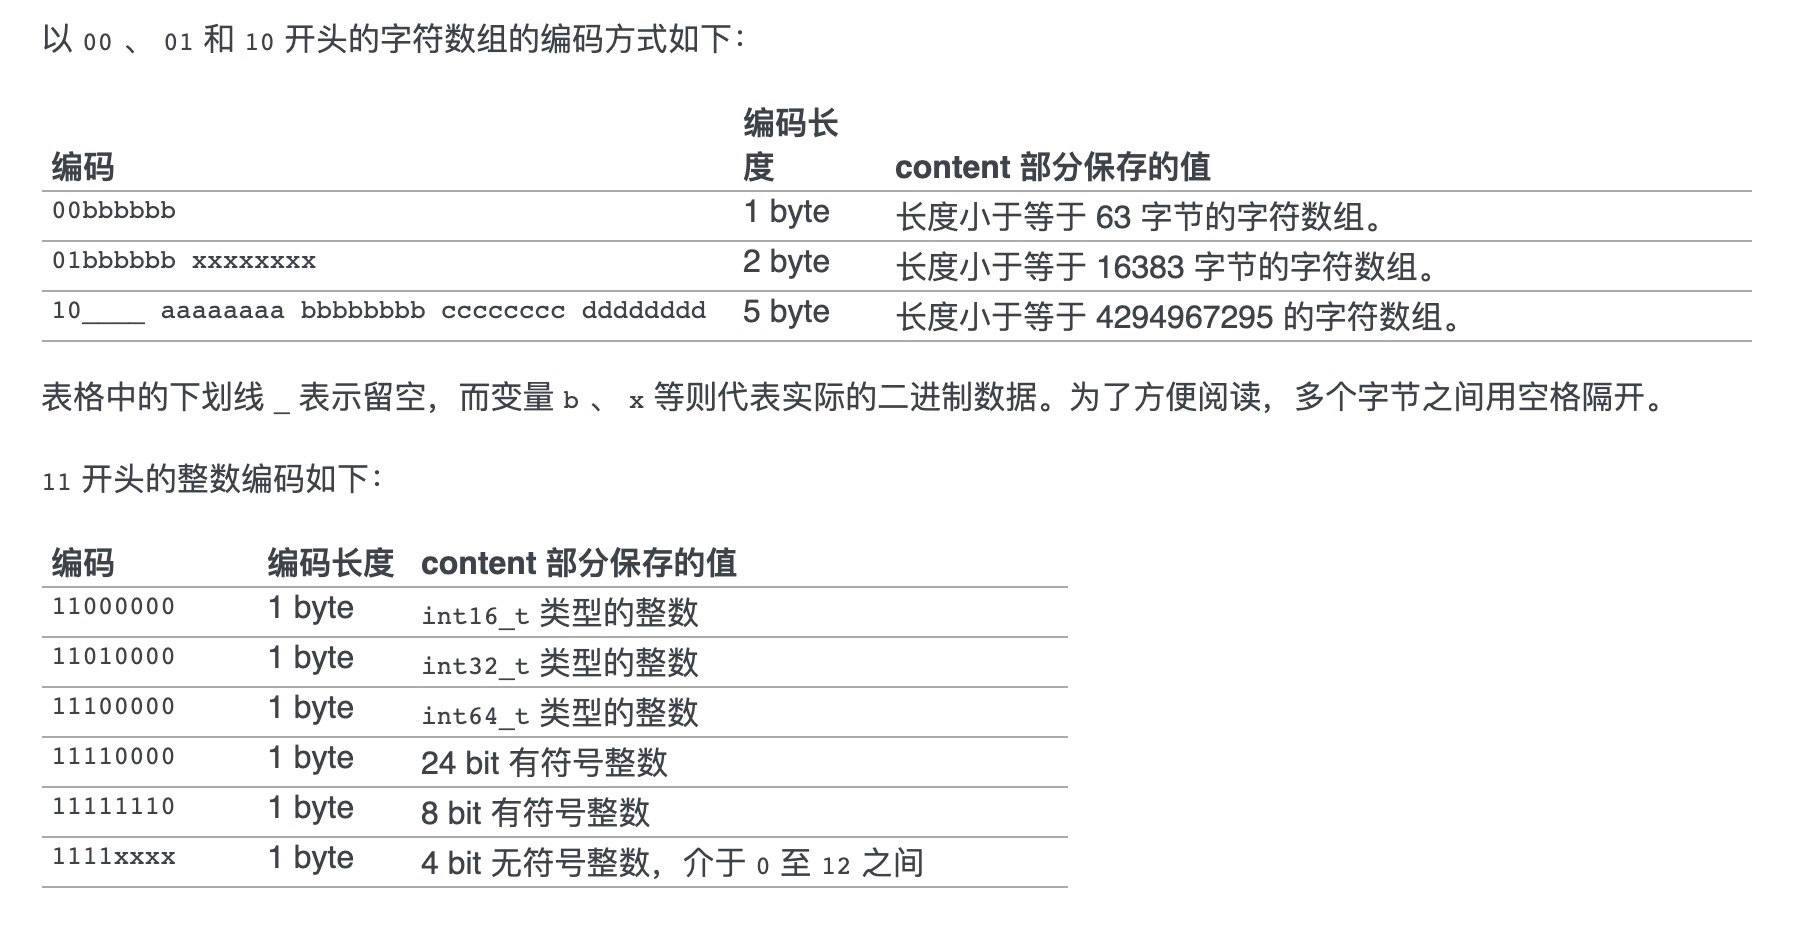 以 00 、 01 和 10 开头的字符数组的编码方式如下：
编码 编码长度 content 部分保存的值
00bbbbbb 1 byte 长度小于等于 63 字节的字符数组。
01bbbbbb xxxxxxxx 2 byte 长度小于等于 16383 字节的字符数组。
10____ aaaaaaaa bbbbbbbb cccccccc dddddddd 5 byte 长度小于等于 4294967295 的字符数组。
表格中的下划线 _ 表示留空，而变量 b 、 x 等则代表实际的二进制数据。为了方便阅读，多个字节之间用空格隔开。
11 开头的整数编码如下：
编码 编码长度 content 部分保存的值
11000000 1 byte int16_t 类型的整数
11010000 1 byte int32_t 类型的整数
11100000 1 byte int64_t 类型的整数
11110000 1 byte 24 bit 有符号整数
11111110 1 byte 8 bit 有符号整数
1111xxxx 1 byte 4 bit 无符号整数，介于 0 至 12 之间